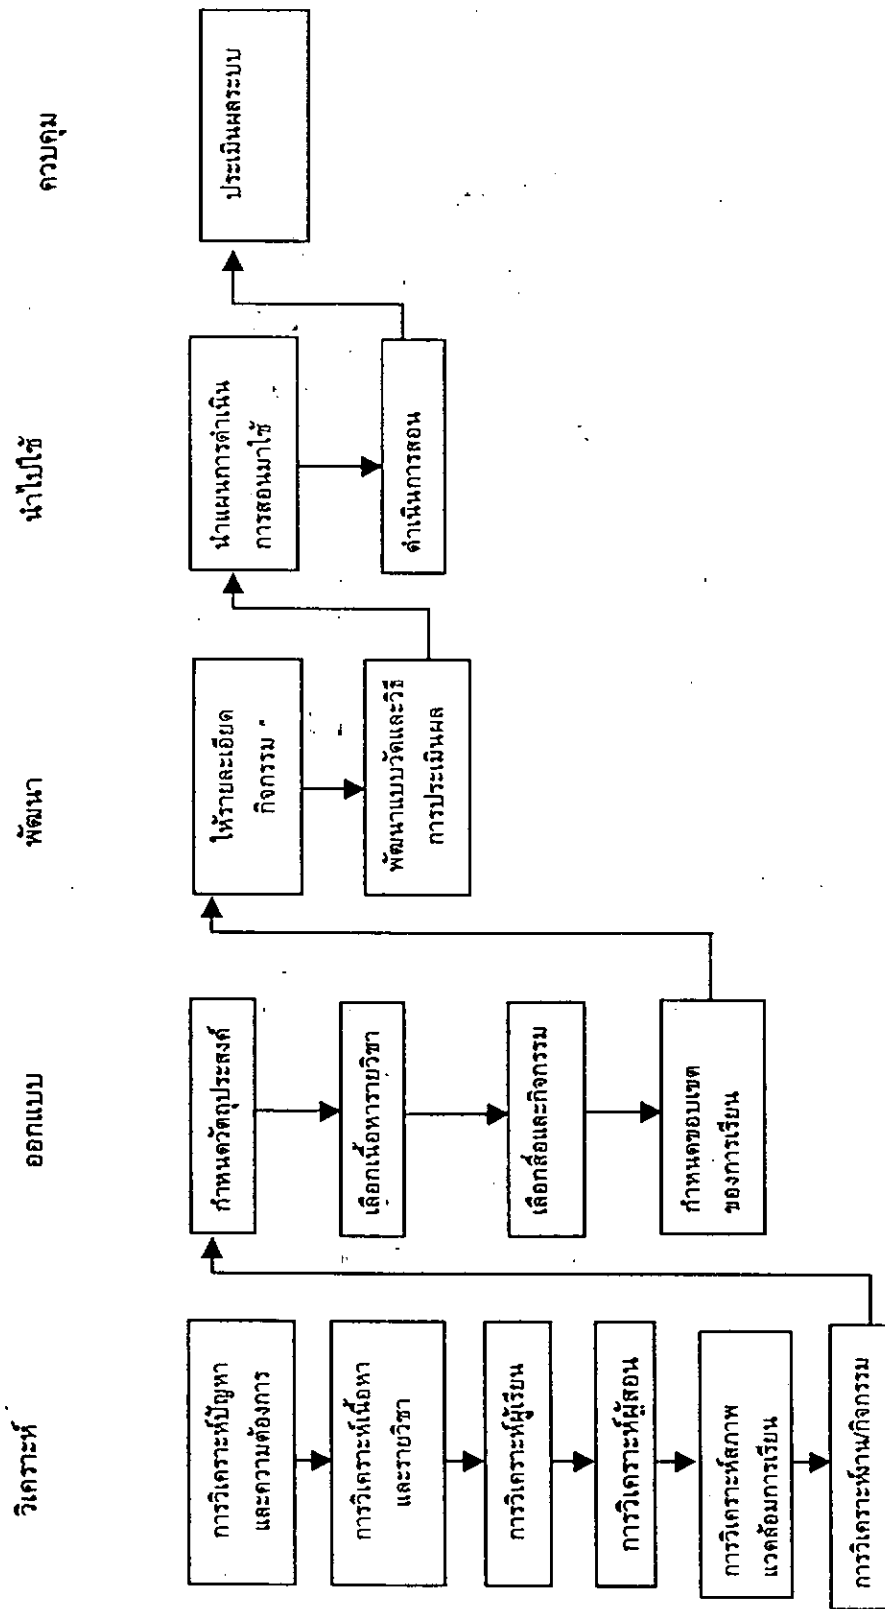 วิเคราะห์
ออกแบบ
พัฒนา
นำไปใช้
ควบคุม
การวิเคราะห์ปัญหา
และความต้องการ
การวิเคราะห์เนื้อหา
และรายวิชา
การวิเคราะห์ผู้เรียน
การวิเคราะห์ผู้สอน
การวิเคราะห์สภาพ
แวดล้อมการเรียน
การวิเคราะห์งาน/กิจกรรม
กำหนดวัตถุประสงค์
เลือกเนื้อหารายวิชา
เลือกสื่อและกิจกรรม
กำหนดขอบเขต
ของการเรียน
ให้รายละเอียด
กิจกรรม
พัฒนาแบบวัดและวิธี
การประเมินผล
นำแผนการดำเนิน
การสอนมาใช้
ดำเนินการสอน
ประเมินผลระบบ